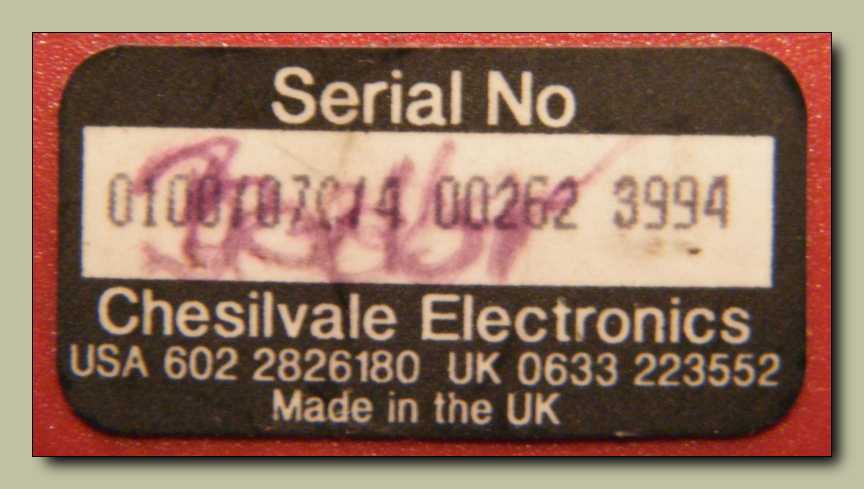 Serial No
00262 3994
Chesilvale Electronics
USA 602 2826180 UK 0633 223552
Made in the UK